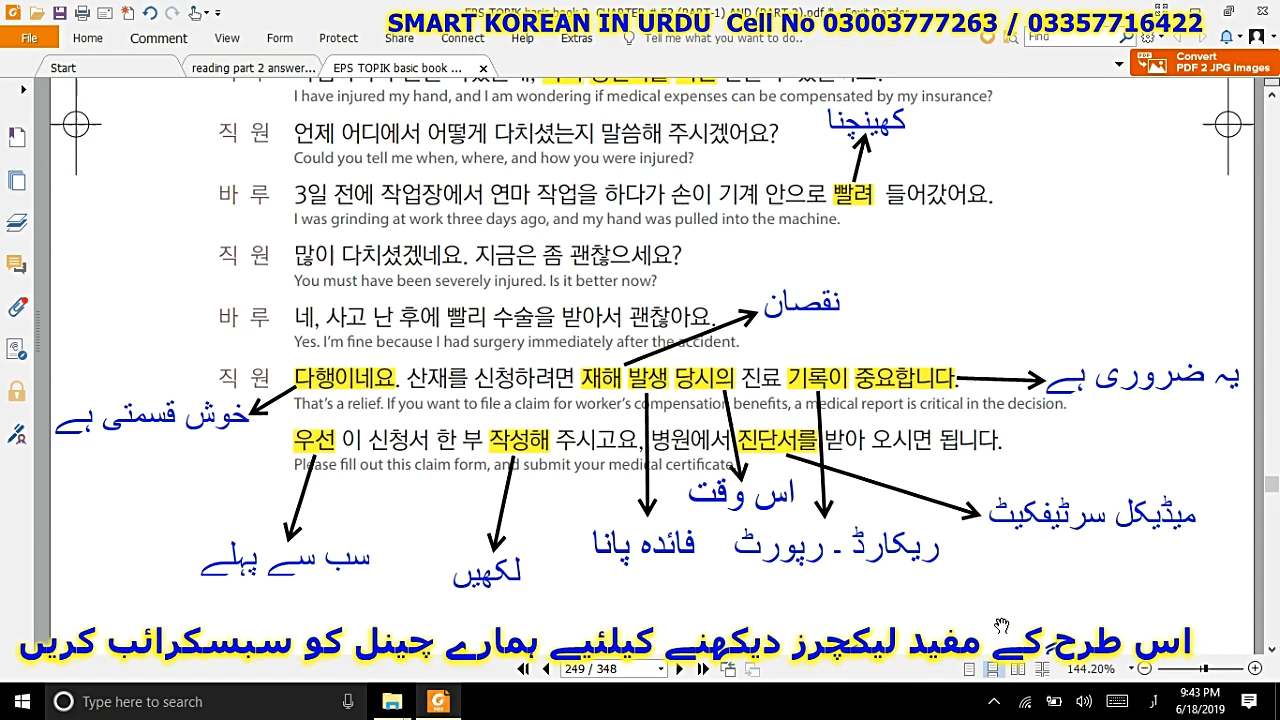 SMART KOREAN IN URDU Cell No 03003777263 / 03357716422
File Home Comment View Form Protect Share Connect Help Extras Tell me what you want to do.. Find
Start reading part 2 answer... EPS TOPIK basic book ... ×
Convert
PDF 2 JPG Images
I have injured my hand, and I am wondering if medical expenses can be compensated by my insurance?
کھینچنا
직 원 언제 어디에서 어떻게 다치셨는지 말씀해 주시겠어요?
Could you tell me when, where, and how you were injured?
바 루 3일 전에 작업장에서 연마 작업을 하다가 손이 기계 안으로 빨려 들어갔어요.
I was grinding at work three days ago, and my hand was pulled into the machine.
직 원 많이 다치셨겠네요. 지금은 좀 괜찮으세요?
You must have been severely injured. Is it better now?
نقصان
바 루 네, 사고 난 후에 빨리 수술을 받아서 괜찮아요.
Yes. I'm fine because I had surgery immediately after the accident.
직 원 다행이네요. 산재를 신청하려면 재해 발생 당시의 진료 기록이 중요합니다.
یہ ضروری ہے
That's a relief. If you want to file a claim for worker's compensation benefits, a medical report is critical in the decision.
خوش قسمتی ہے
우선 이 신청서 한 부 작성해 주시고요, 병원에서 진단서를 받아 오시면 됩니다.
Please fill out this claim form, and submit your medical certificate.
اس وقت
میڈیکل سرٹیفکیٹ
فائدہ پانا
ریکارڈ ۔ رپورٹ
سب سے پہلے
لکھیں
اس طرح کے مفید لیکچرز دیکھنے کیلئیے ہمارے چینل کو سبسکرائب کریں
249 / 348
144.20%
Type here to search
9:43 PM
6/18/2019